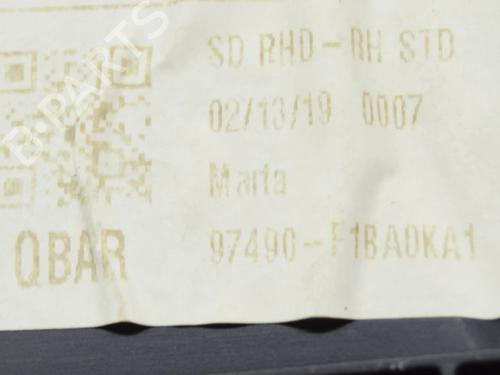 SD RHD-RH STD
02/13/19 0007
Marta
QBAR 97490-F1BA0KA1
B-PARTS